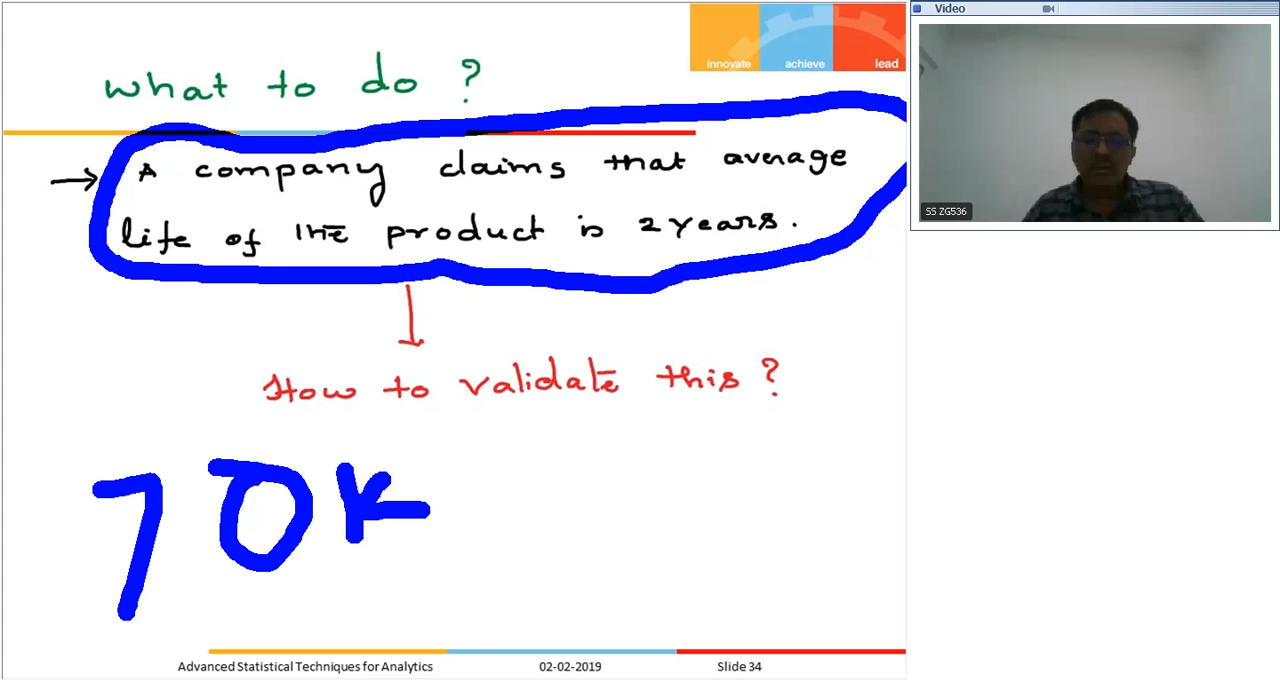 what to do ?
innovate achieve lead
→ A company claims that average
life of the product is 2 years.
How to validate this ?
70K
Advanced Statistical Techniques for Analytics 02-02-2019 Slide 34
Video
SS ZG536